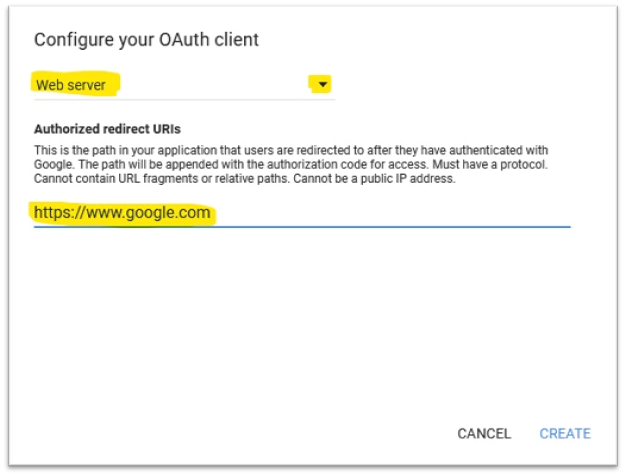 Configure your OAuth client
Web server
Authorized redirect URIs
This is the path in your application that users are redirected to after they have authenticated with
Google. The path will be appended with the authorization code for access. Must have a protocol.
Cannot contain URL fragments or relative paths. Cannot be a public IP address.
https://www.google.com
CANCEL CREATE